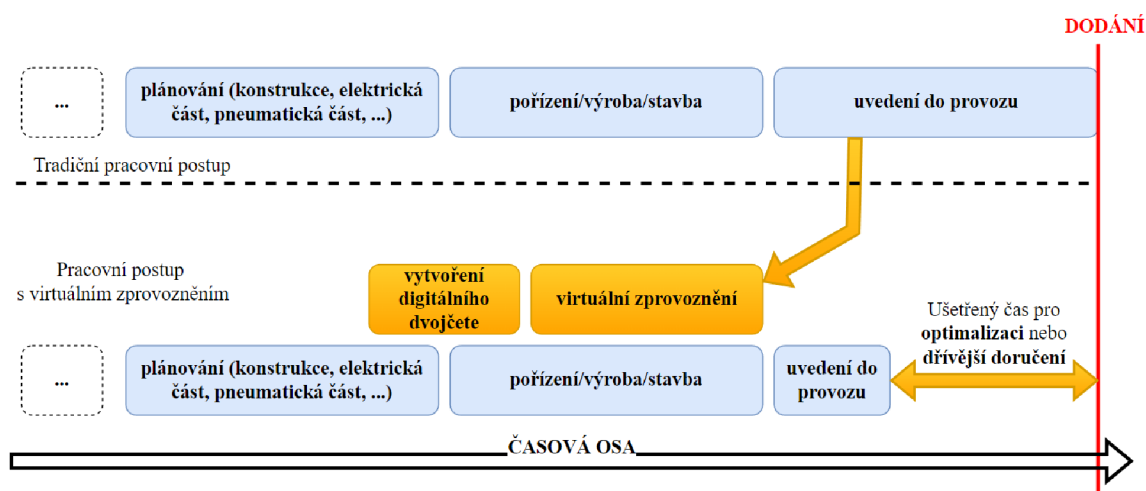 DODÁNÍ
...
plánování (konstrukce, elektrická
část, pneumatická část, ...)
pořízení/výroba/stavba
uvedení do provozu
Tradiční pracovní postup
Pracovní postup
s virtuálním zprovozněním
vytvoření
digitálního
dvojčete
virtuální zprovoznění
Ušetřený čas pro
optimalizaci nebo
dřívější doručení
...
plánování (konstrukce, elektrická
část, pneumatická část, ...)
pořízení/výroba/stavba
uvedení do
provozu
ČASOVÁ OSA